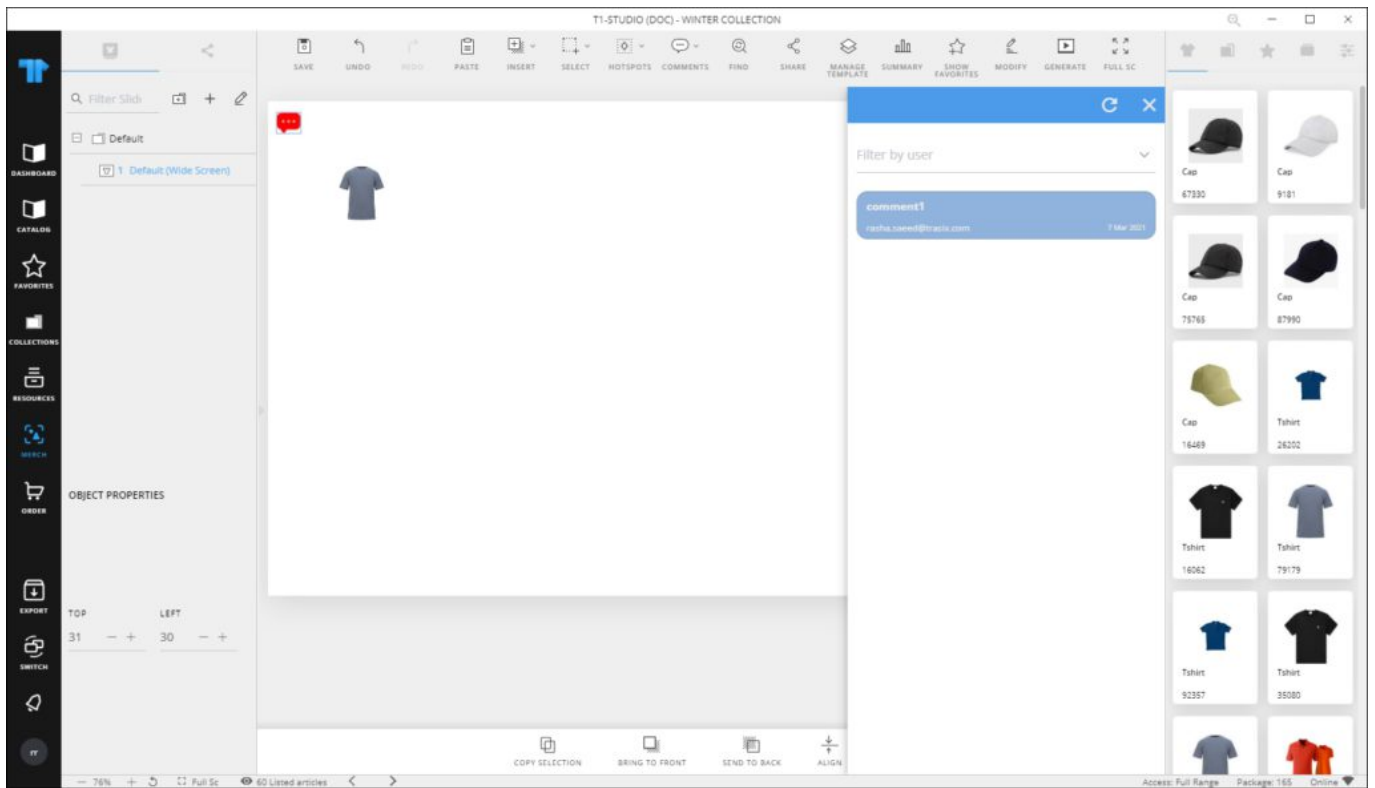 T1-STUDIO (DOC) - WINTER COLLECTION
SAVE
UNDO
REDO
PASTE
INSERT
SELECT
HOTSPOTS
COMMENTS
FIND
SHARE
MANAGE TEMPLATE
SUMMARY
SHOW FAVORITES
MODIFY
GENERATE
FULL SC
DASHBOARD
CATALOG
FAVORITES
COLLECTIONS
RESOURCES
MERCH
ORDER
EXPORT
SWITCH
Filter Slid
Default
1 Default (Wide Screen)
OBJECT PROPERTIES
TOP LEFT
31 30
Filter by user
comment1
7 Mar 2021
Cap
67330
Cap
9181
Cap
75765
Cap
87990
Cap
16469
Tshirt
26202
Tshirt
16062
Tshirt
79179
Tshirt
92357
Tshirt
35080
COPY SELECTION
BRING TO FRONT
SEND TO BACK
ALIGN
76%
Full Sc
60 Listed articles
Access: Full Range
Package: 165
Online